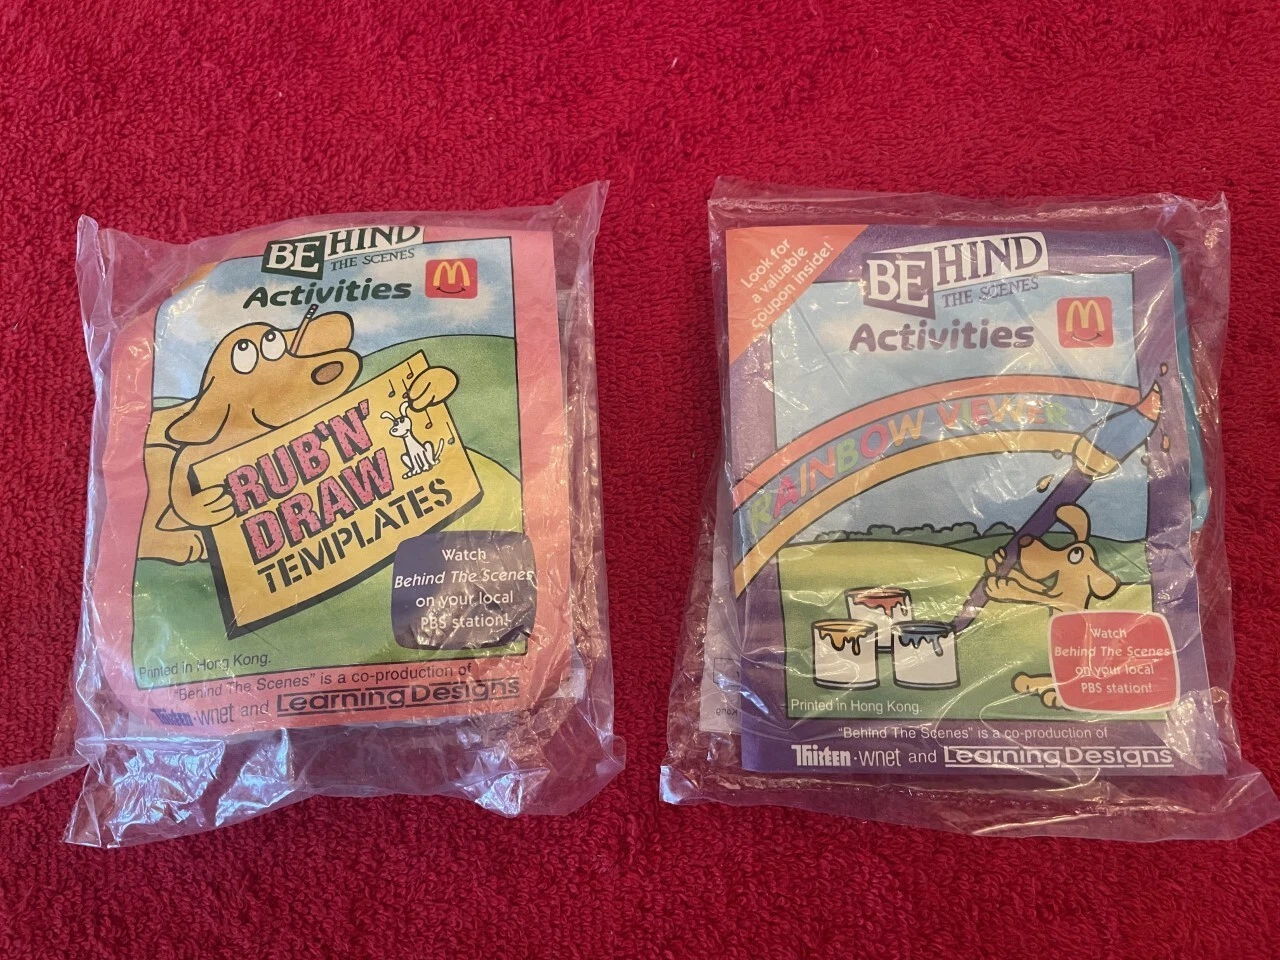 BEHIND
THE SCENES
Activities
M
RUB 'N'
DRAW
TEMPLATES
Watch
Behind The Scenes
on your local
PBS station!
Printed in Hong Kong.
"Behind The Scenes" is a co-production of
Thirteen·wnet and Learning Designs
Look for
a valuable
coupon inside!
BEHIND
THE SCENES
Activities
M
RAINBOW VIEWER
Watch
Behind The Scenes
on your local
PBS station!
Printed in Hong Kong.
"Behind The Scenes" is a co-production of
Thirteen·wnet and Learning Designs
Kong